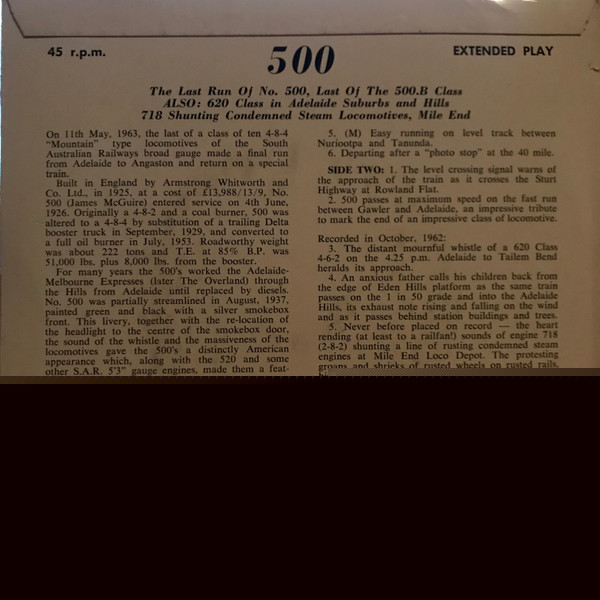 45 r.p.m.
500
EXTENDED PLAY
The Last Run Of No. 500, Last Of The 500.B Class
ALSO: 620 Class in Adelaide Suburbs and Hills
718 Shunting Condemned Steam Locomotives, Mile End
On 11th May, 1963, the last of a class of ten 4-8-4
"Mountain" type locomotives of the South
Australian Railways broad gauge made a final run
from Adelaide to Angaston and return on a special
train.
Built in England by Armstrong Whitworth and
Co. Ltd., in 1925, at a cost of £13,988/13/9, No.
500 (James McGuire) entered service on 4th June,
1926. Originally a 4-8-2 and a coal burner, 500 was
altered to a 4-8-4 by substitution of a trailing Delta
booster truck in September, 1929, and converted to
a full oil burner in July, 1953. Roadworthy weight
was about 222 tons and T.E. at 85% B.P. was
51,000 lbs. plus 8,000 lbs. from the booster.
For many years the 500's worked the Adelaide-
Melbourne Expresses (later The Overland) through
the Hills from Adelaide until replaced by diesels.
No. 500 was partially streamlined in August, 1937,
painted green and black with a silver smokebox
front. This livery, together with the re-location of
the headlight to the centre of the smokebox door,
the sound of the whistle and the massiveness of the
locomotives gave the 500's a distinctly American
appearance which, along with the 520 and some
other S.A.R. 5'3" gauge engines, made them a feat-
5. (M) Easy running on level track between
Nuriootpa and Tanunda.
6. Departing after a "photo stop" at the 40 mile.
SIDE TWO: 1. The level crossing signal warns of
the approach of the train as it crosses the Sturt
Highway at Rowland Flat.
2. 500 passes at maximum speed on the fast run
between Gawler and Adelaide, an impressive tribute
to mark the end of an impressive class of locomotive.
Recorded in October, 1962:
3. The distant mournful whistle of a 620 Class
4-6-2 on the 4.25 p.m. Adelaide to Tailem Bend
heralds its approach.
4. An anxious father calls his children back from
the edge of Eden Hills platform as the same train
passes on the 1 in 50 grade and into the Adelaide
Hills, its exhaust note rising and falling on the wind
and as it passes behind station buildings and trees.
5. Never before placed on record — the heart
rending (at least to a railfan!) sounds of engine 718
(2-8-2) shunting a line of rusting condemned steam
engines at Mile End Loco Depot. The protesting
groans and shrieks of rusted wheels on rusted rails,